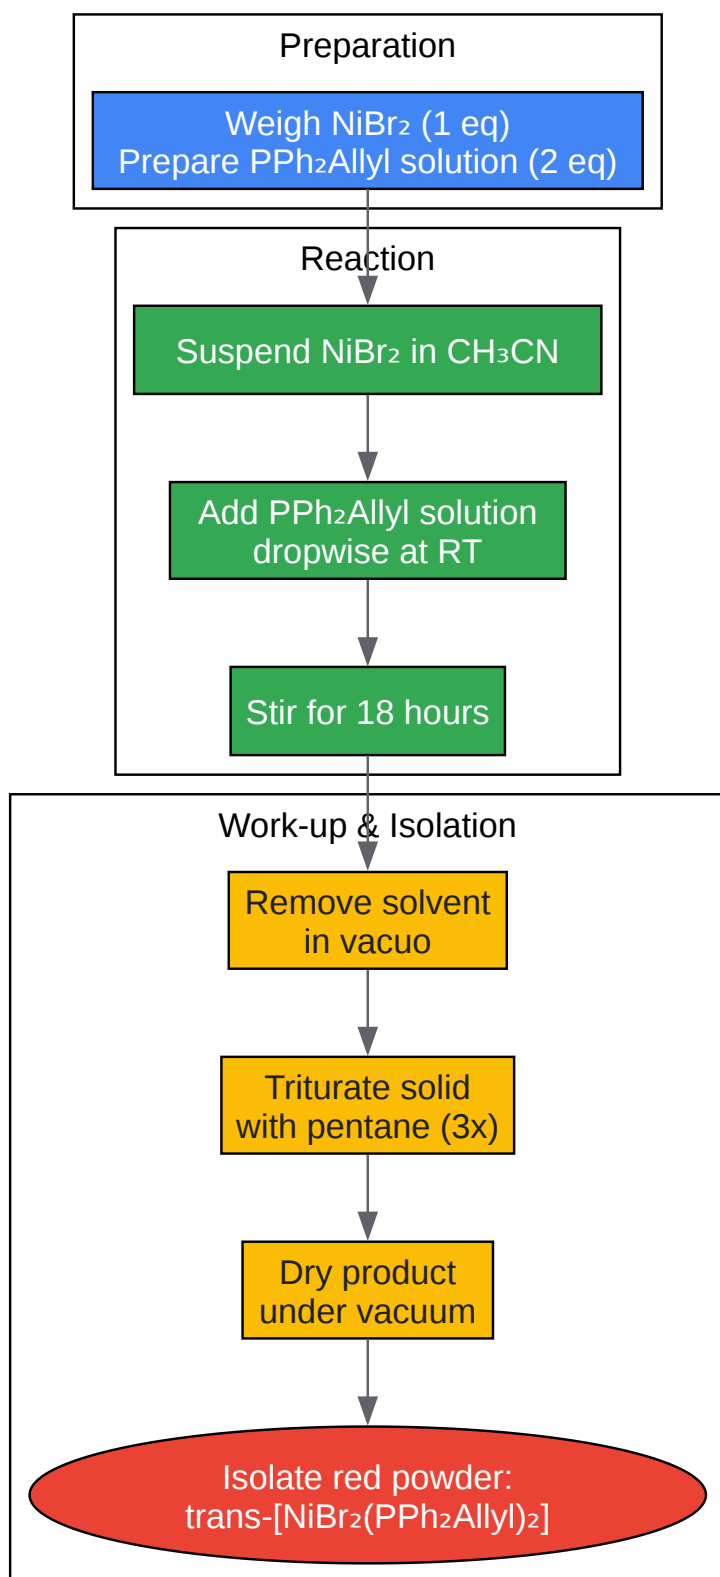 Preparation
Weigh NiBr₂ (1 eq)
Prepare PPh₂Allyl solution (2 eq)
Reaction
Suspend NiBr₂ in CH₃CN
Add PPh₂Allyl solution
dropwise at RT
Stir for 18 hours
Work-up & Isolation
Remove solvent
in vacuo
Triturate solid
with pentane (3x)
Dry product
under vacuum
Isolate red powder:
trans-[NiBr₂(PPh₂Allyl)₂]